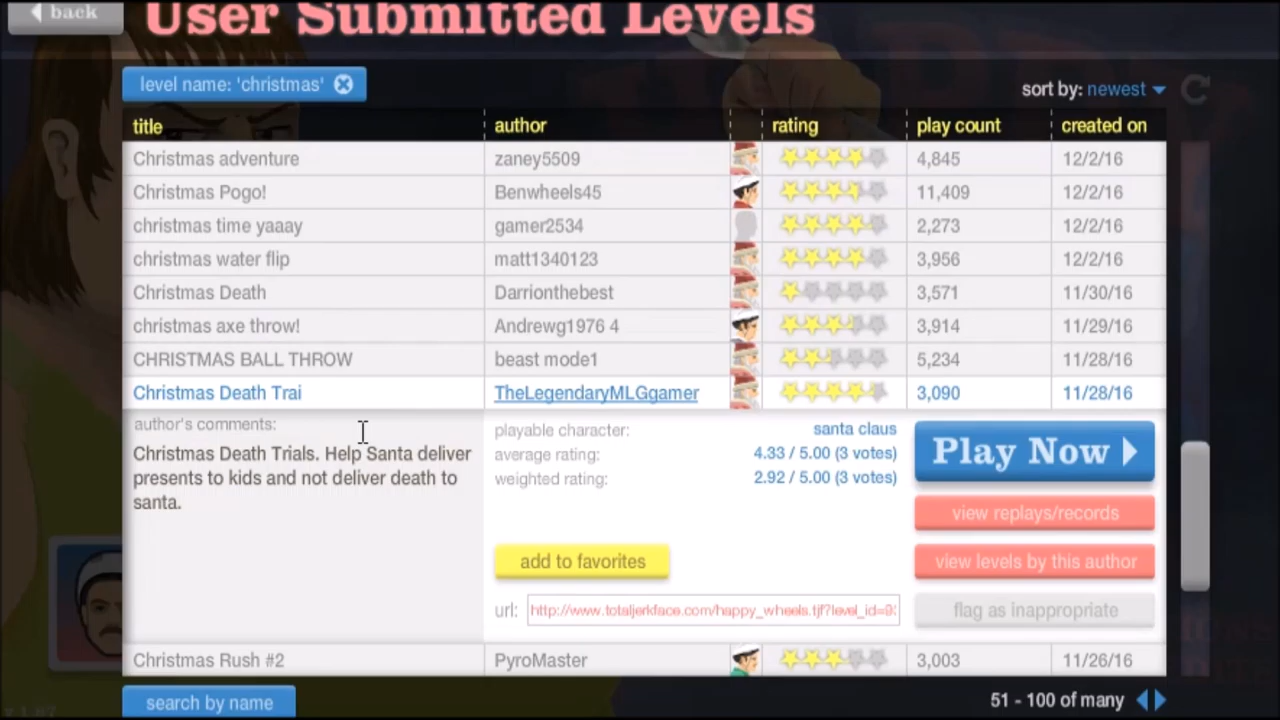 back
User Submitted Levels
level name: 'christmas'
sort by: newest
title author rating play count created on
Christmas adventure zaney5509 4,845 12/2/16
Christmas Pogo! Benwheels45 11,409 12/2/16
christmas time yaaay gamer2534 2,273 12/2/16
christmas water flip matt1340123 3,956 12/2/16
Christmas Death Darrionthebest 3,571 11/30/16
christmas axe throw! Andrewg1976 4 3,914 11/29/16
CHRISTMAS BALL THROW beast mode1 5,234 11/28/16
Christmas Death Trai TheLegendaryMLGgamer 3,090 11/28/16
author's comments:
Christmas Death Trials. Help Santa deliver
presents to kids and not deliver death to
santa.
playable character: santa claus
average rating: 4.33 / 5.00 (3 votes)
weighted rating: 2.92 / 5.00 (3 votes)
add to favorites
url: http://www.totaljerkface.com/happy_wheels.tjf?level_id=9
Play Now
view replays/records
view levels by this author
flag as inappropriate
Christmas Rush #2 PyroMaster 3,003 11/26/16
search by name
51 - 100 of many